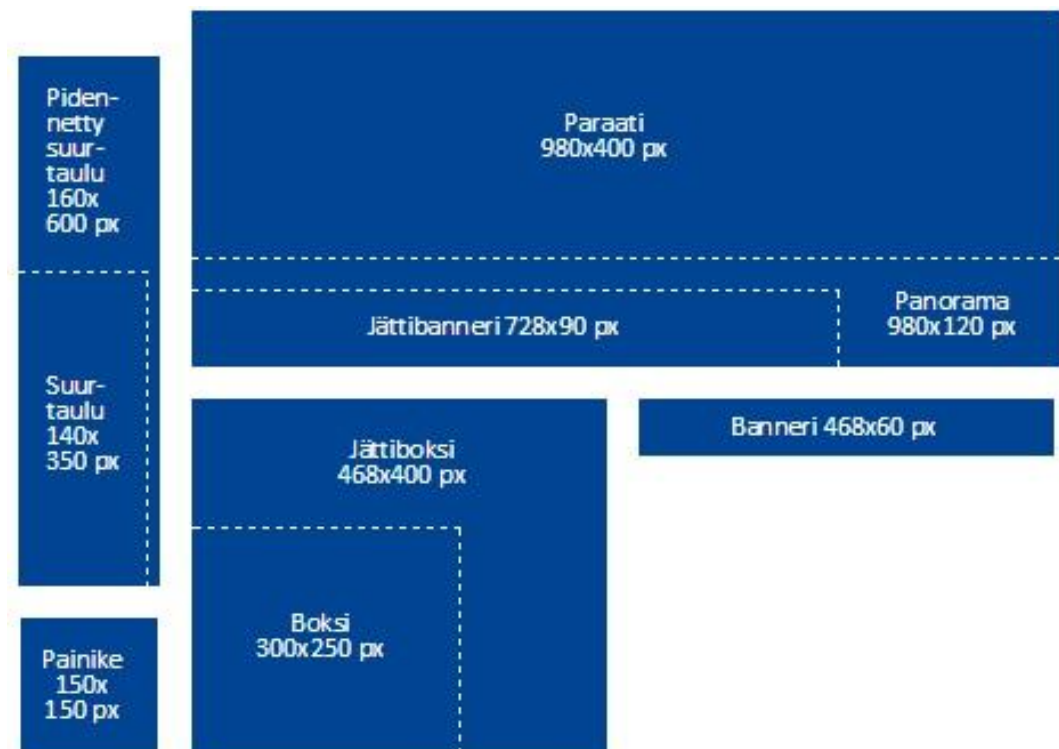 Piden-
netty
suur-
taulu
160x
600 px
Suur-
taulu
140x
350 px
Painike
150x
150 px
Paraati
980x400 px
Jättibanneri 728x90 px
Panorama
980x120 px
Jättiboksi
468x400 px
Banneri 468x60 px
Boksi
300x250 px